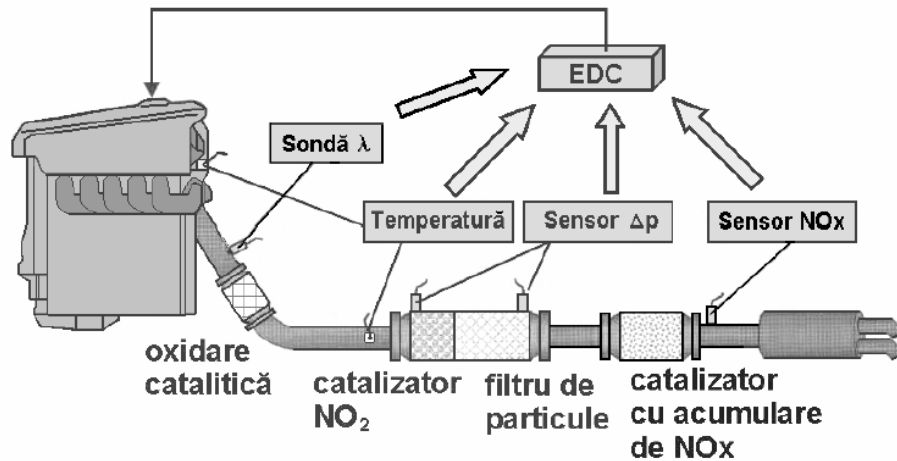 EDC
Sondă λ
Temperatură
Sensor Δp
Sensor NOx
oxidare
catalitică
catalizator
NO₂
filtru de
particule
catalizator
cu acumulare
de NOx